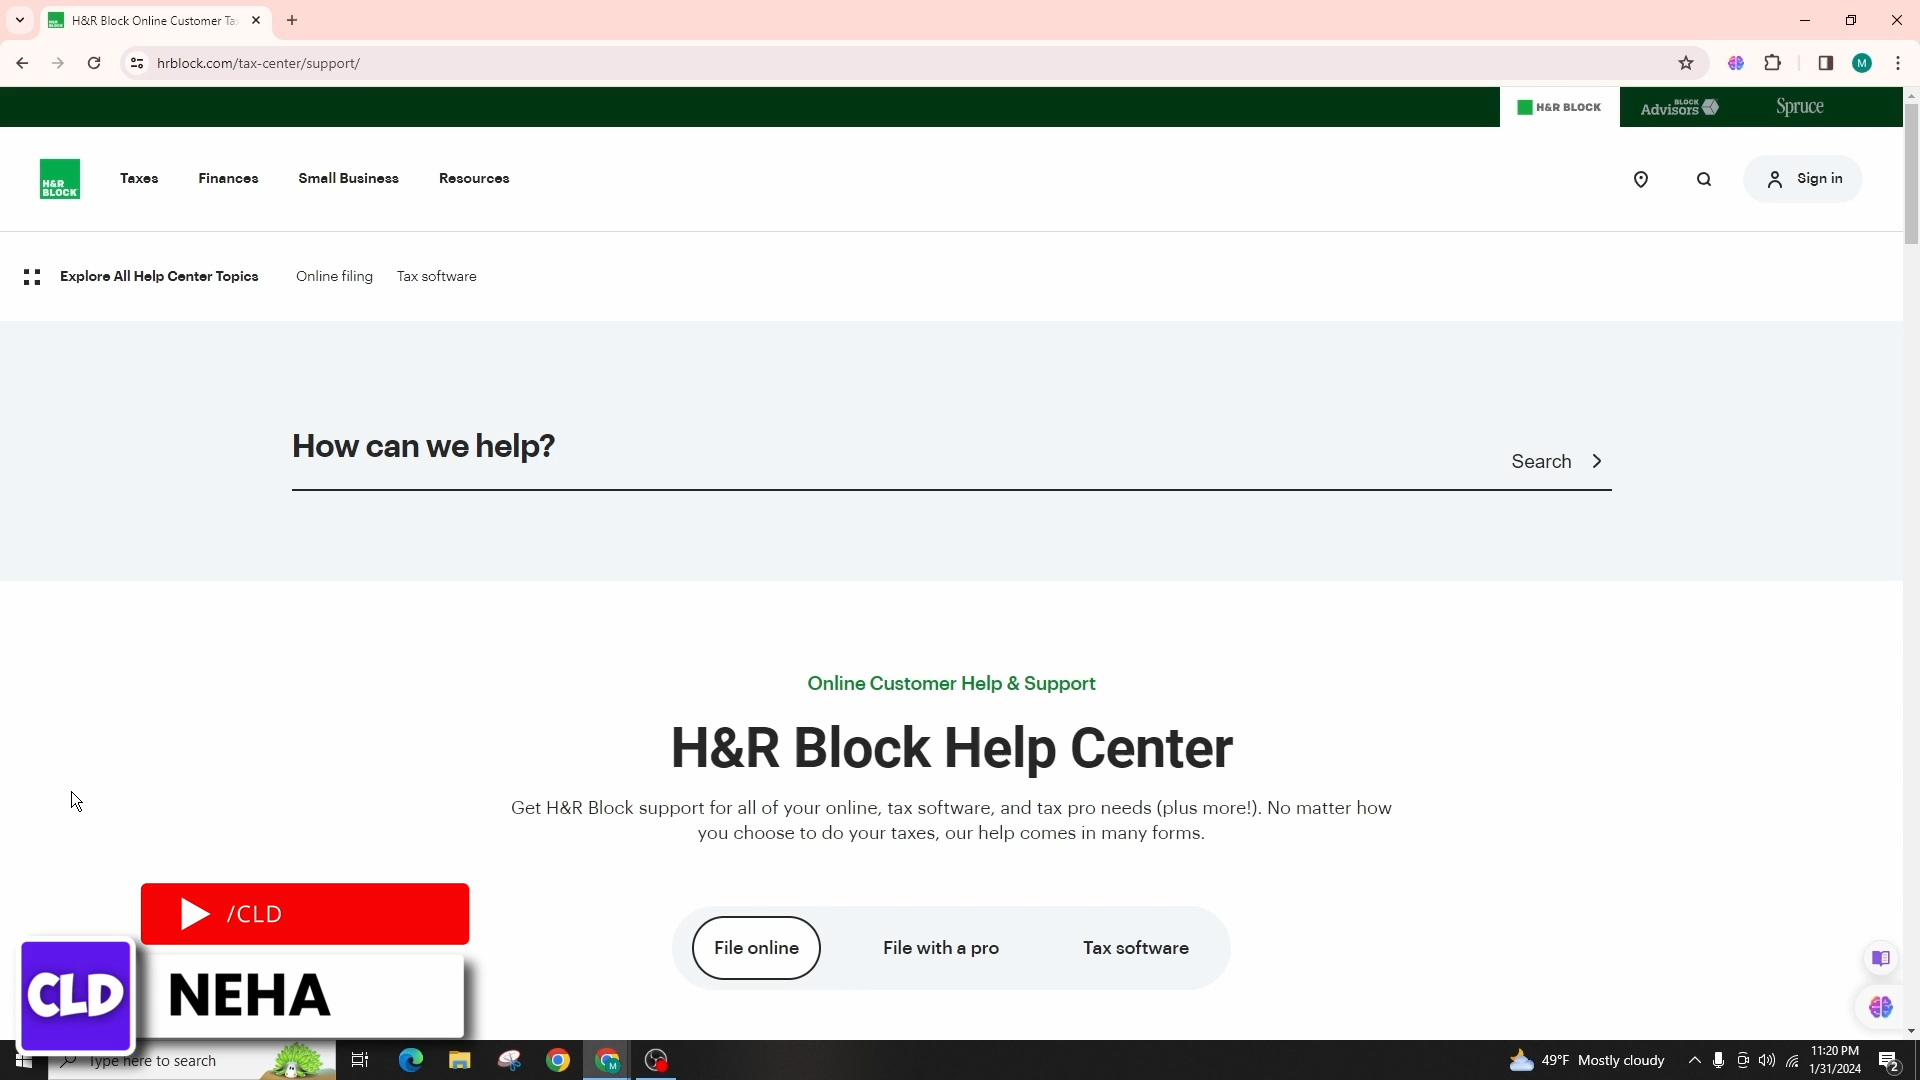 H&R Block Online Customer Ta
hrblock.com/tax-center/support/
M
H&R BLOCK
BLOCK
Advisors
Spruce
H&R
BLOCK
Taxes
Finances
Small Business
Resources
Sign in
Explore All Help Center Topics
Online filing
Tax software
How can we help?
Search
Online Customer Help & Support
H&R Block Help Center
Get H&R Block support for all of your online, tax software, and tax pro needs (plus more!). No matter how
you choose to do your taxes, our help comes in many forms.
File online
File with a pro
Tax software
/CLD
CLD
NEHA
Type here to search
M
49°F Mostly cloudy
11:20 PM
1/31/2024
2